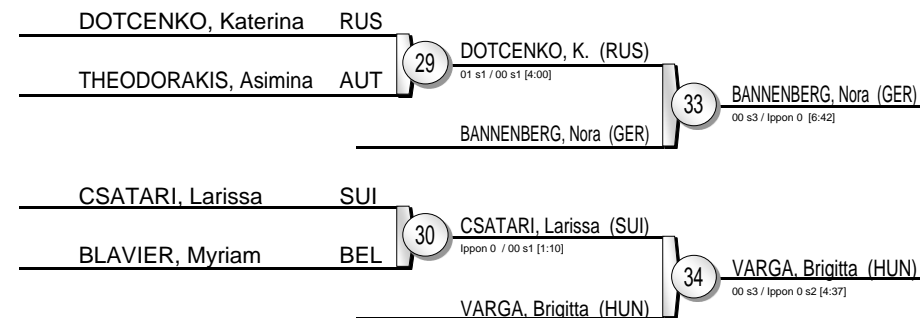 DOTCENKO, Katerina RUS
29
DOTCENKO, K. (RUS)
01 s1 / 00 s1 [4:00]
THEODORAKIS, Asimina AUT
33
BANNENBERG, Nora (GER)
00 s3 / Ippon 0 [6:42]
BANNENBERG, Nora (GER)
CSATARI, Larissa SUI
30
CSATARI, Larissa (SUI)
Ippon 0 / 00 s1 [1:10]
BLAVIER, Myriam BEL
34
VARGA, Brigitta (HUN)
00 s3 / Ippon 0 s2 [4:37]
VARGA, Brigitta (HUN)